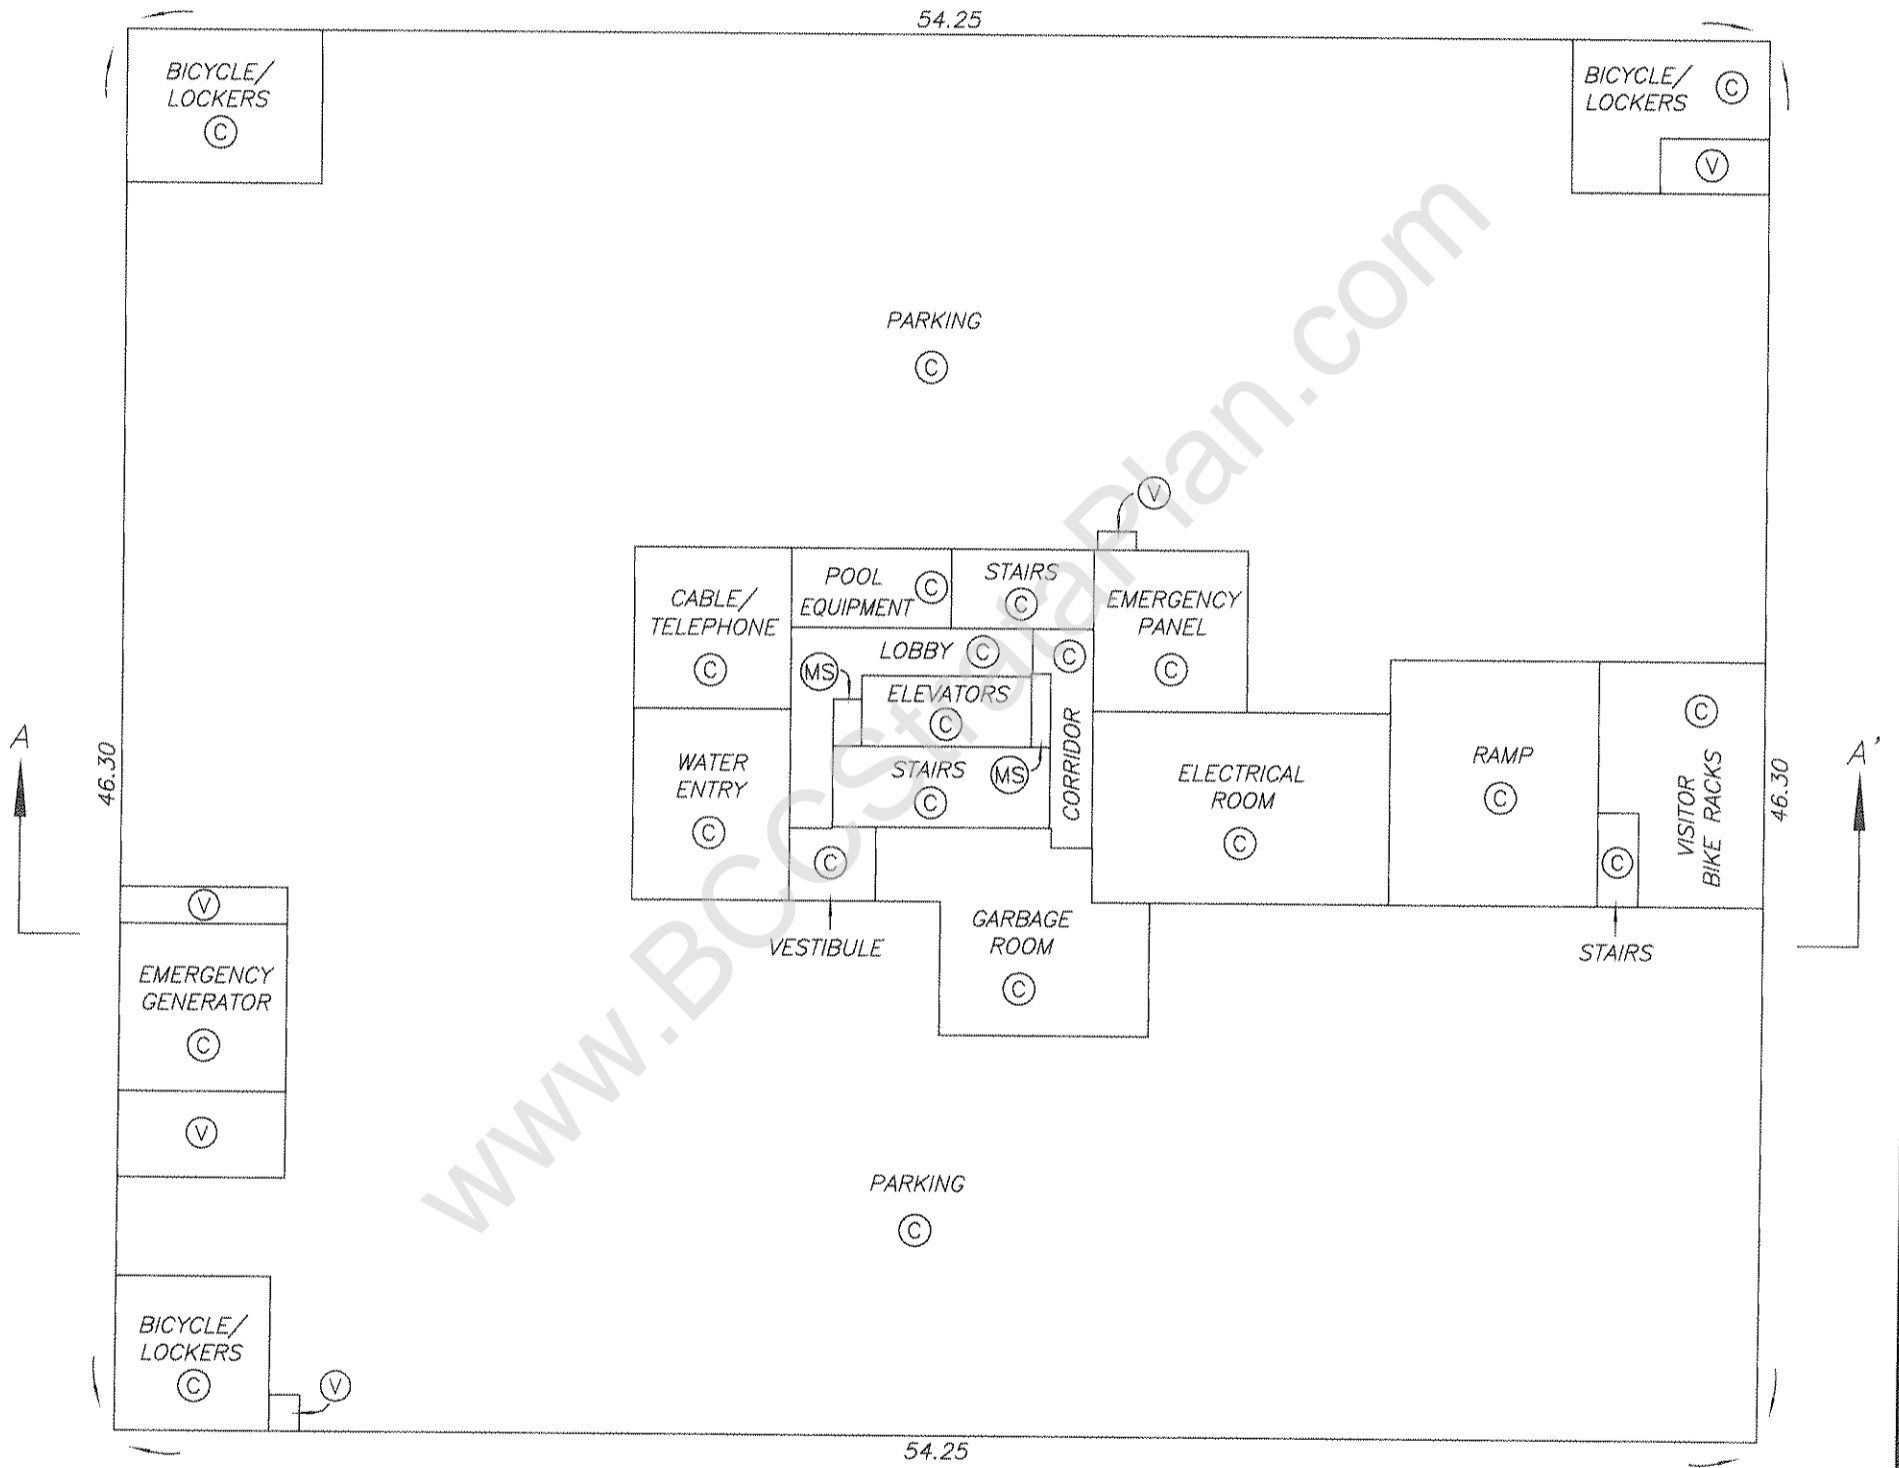 54.25
BICYCLE/
LOCKERS
C
BICYCLE/
LOCKERS
C
V
PARKING
C
V
CABLE/
TELEPHONE
C
POOL
EQUIPMENT
C
STAIRS
C
EMERGENCY
PANEL
C
LOBBY C
C
MS
ELEVATORS
C
CORRIDOR
WATER
ENTRY
C
STAIRS
C
MS
ELECTRICAL
ROOM
C
RAMP
C
C
VISITOR
BIKE RACKS
C
STAIRS
A
46.30
46.30
A'
C
VESTIBULE
GARBAGE
ROOM
C
V
EMERGENCY
GENERATOR
C
V
PARKING
C
BICYCLE/
LOCKERS
C
V
54.25
www.BCCStrataPlan.com